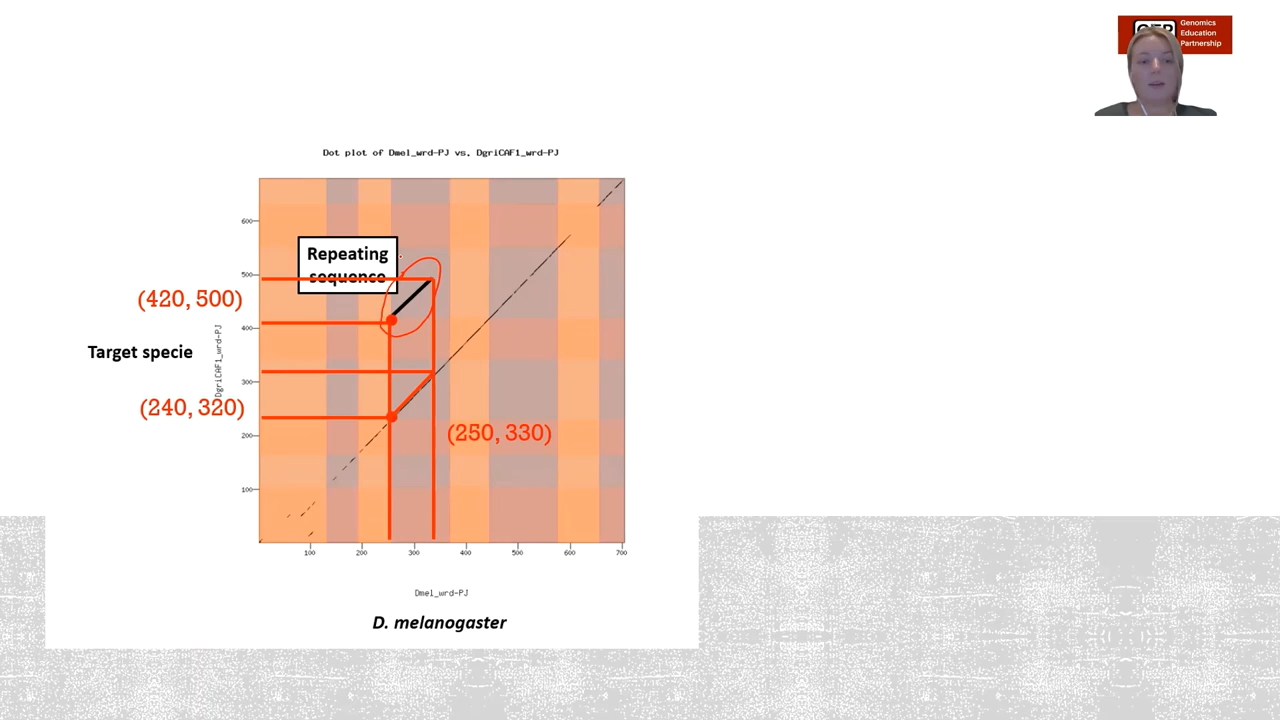 GEP
Genomics
Education
Partnership
Dot plot of Dmel_wrd-PJ vs. DgriCAF1_wrd-PJ
600
Repeating
sequence
500
(420, 500)
400
Target specie
DgriCAF1_wrd-PJ
300
(240, 320)
200
(250, 330)
100
100 200 300 400 500 600 700
Dmel_wrd-PJ
D. melanogaster